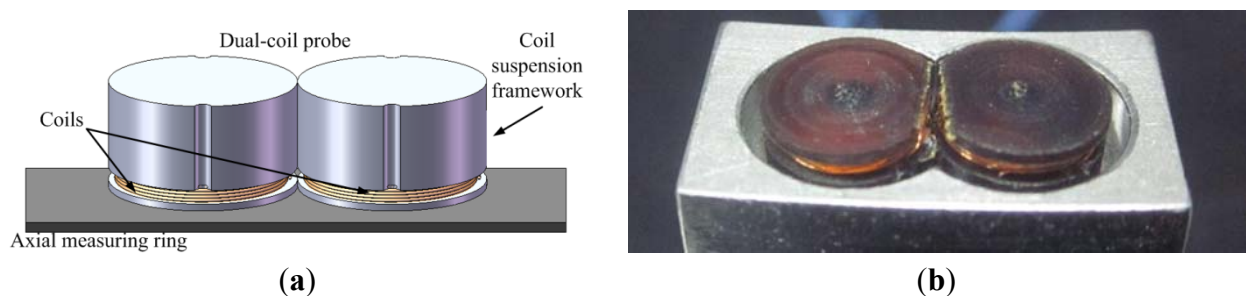 Dual-coil probe
Coil
suspension
framework
Coils
Axial measuring ring
(a)
(b)